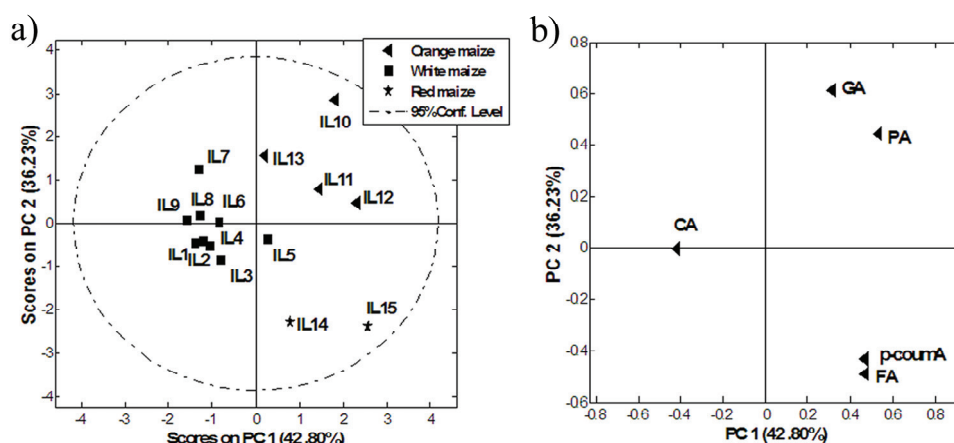 a)
4
3
2
1
0
-1
-2
-3
-4
Scores on PC 2 (36.23%)
-4 -3 -2 -1 0 1 2 3 4
Scores on PC 1 (42.80%)
Orange maize
White maize
Red maize
95%Conf. Level
IL10
IL13
IL11
IL12
IL7
IL8
IL6
IL9
IL4
IL1
IL2
IL3
IL5
IL14
IL15
b)
0.8
0.6
0.4
0.2
0
-0.2
-0.4
-0.6
PC 2 (36.23%)
-0.8 -0.6 -0.4 -0.2 0 0.2 0.4 0.6 0.8
PC 1 (42.80%)
GA
PA
CA
p-coumA
FA